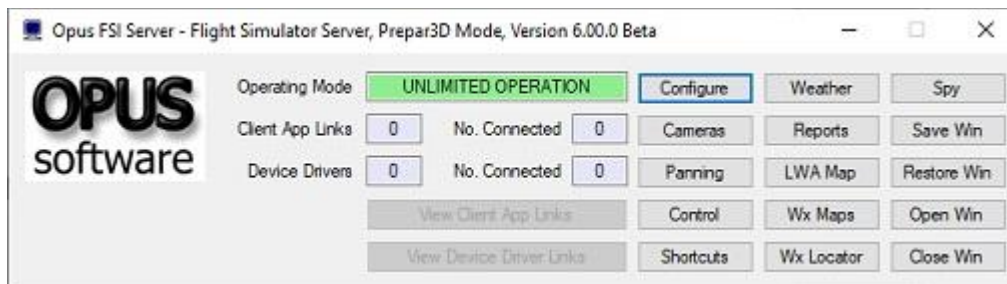 Opus FSI Server - Flight Simulator Server, Prepar3D Mode, Version 6.00.0 Beta
OPUS
software
Operating Mode UNLIMITED OPERATION Configure Weather Spy
Client App Links 0 No. Connected 0 Cameras Reports Save Win
Device Drivers 0 No. Connected 0 Panning LWA Map Restore Win
View Client App Links Control Wx Maps Open Win
View Device Driver Links Shortcuts Wx Locator Close Win